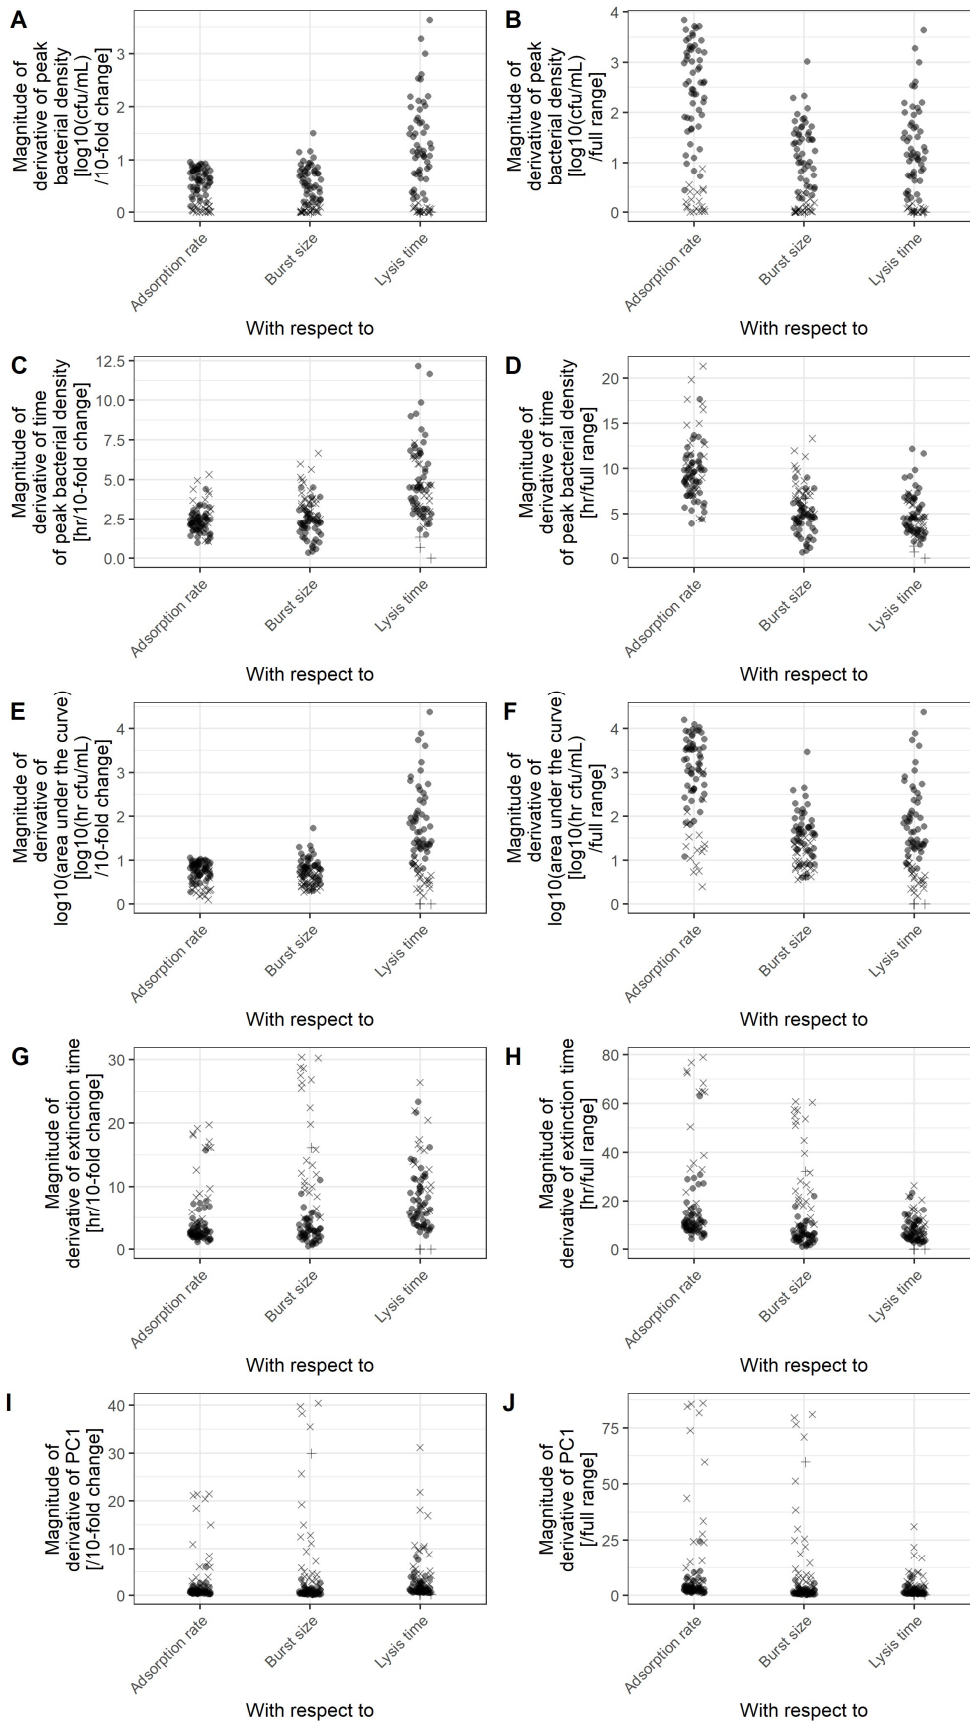 A
Magnitude of
derivative of peak
bacterial density
[log10(cfu/mL)
/10-fold change]
3
2
1
0
Adsorption rate
Burst size
Lysis time
With respect to
B
Magnitude of
derivative of peak
bacterial density
[log10(cfu/mL)
/full range]
4
3
2
1
0
Adsorption rate
Burst size
Lysis time
With respect to
C
Magnitude of
derivative of time
of peak bacterial density
[hr/10-fold change]
12.5
10.0
7.5
5.0
2.5
0.0
Adsorption rate
Burst size
Lysis time
With respect to
D
Magnitude of
derivative of time
of peak bacterial density
[hr/full range]
20
15
10
5
0
Adsorption rate
Burst size
Lysis time
With respect to
E
Magnitude of
derivative of
log10(area under the curve)
[log10(hr cfu/mL)
/10-fold change]
4
3
2
1
0
Adsorption rate
Burst size
Lysis time
With respect to
F
Magnitude of
derivative of
log10(area under the curve)
[log10(hr cfu/mL)
/full range]
4
3
2
1
0
Adsorption rate
Burst size
Lysis time
With respect to
G
Magnitude of
derivative of extinction time
[hr/10-fold change]
30
20
10
0
Adsorption rate
Burst size
Lysis time
With respect to
H
Magnitude of
derivative of extinction time
[hr/full range]
80
60
40
20
0
Adsorption rate
Burst size
Lysis time
With respect to
I
Magnitude of
derivative of PC1
[/10-fold change]
40
30
20
10
0
Adsorption rate
Burst size
Lysis time
With respect to
J
Magnitude of
derivative of PC1
[/full range]
75
50
25
0
Adsorption rate
Burst size
Lysis time
With respect to